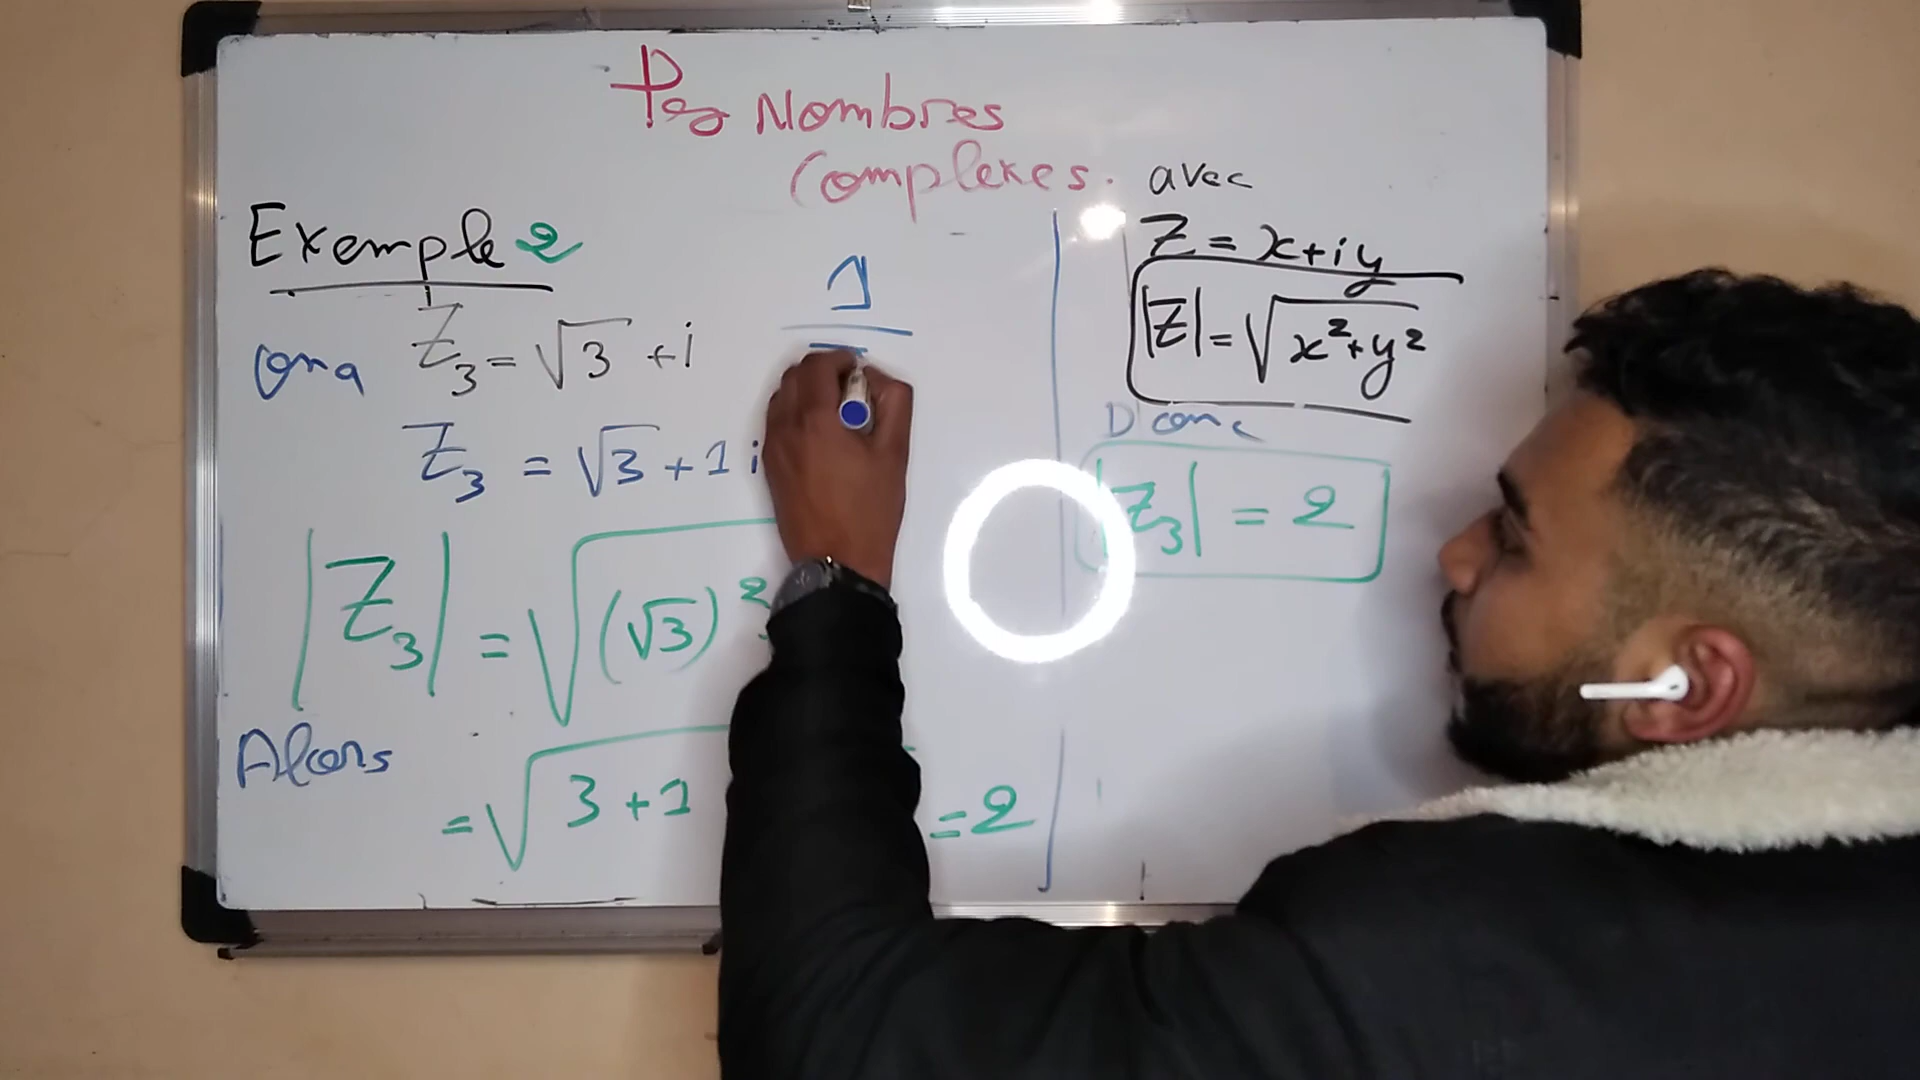 Les Nombres
Complexes.
Exemple 2
on a Z₃ = √3 + i
Z₃ = √3 + 1 i
|Z₃| = √(√3)²
Alors
= √3 + 1
= 2
1
avec
Z = x + i y
|Z| = √x² + y²
Donc
|Z₃| = 2